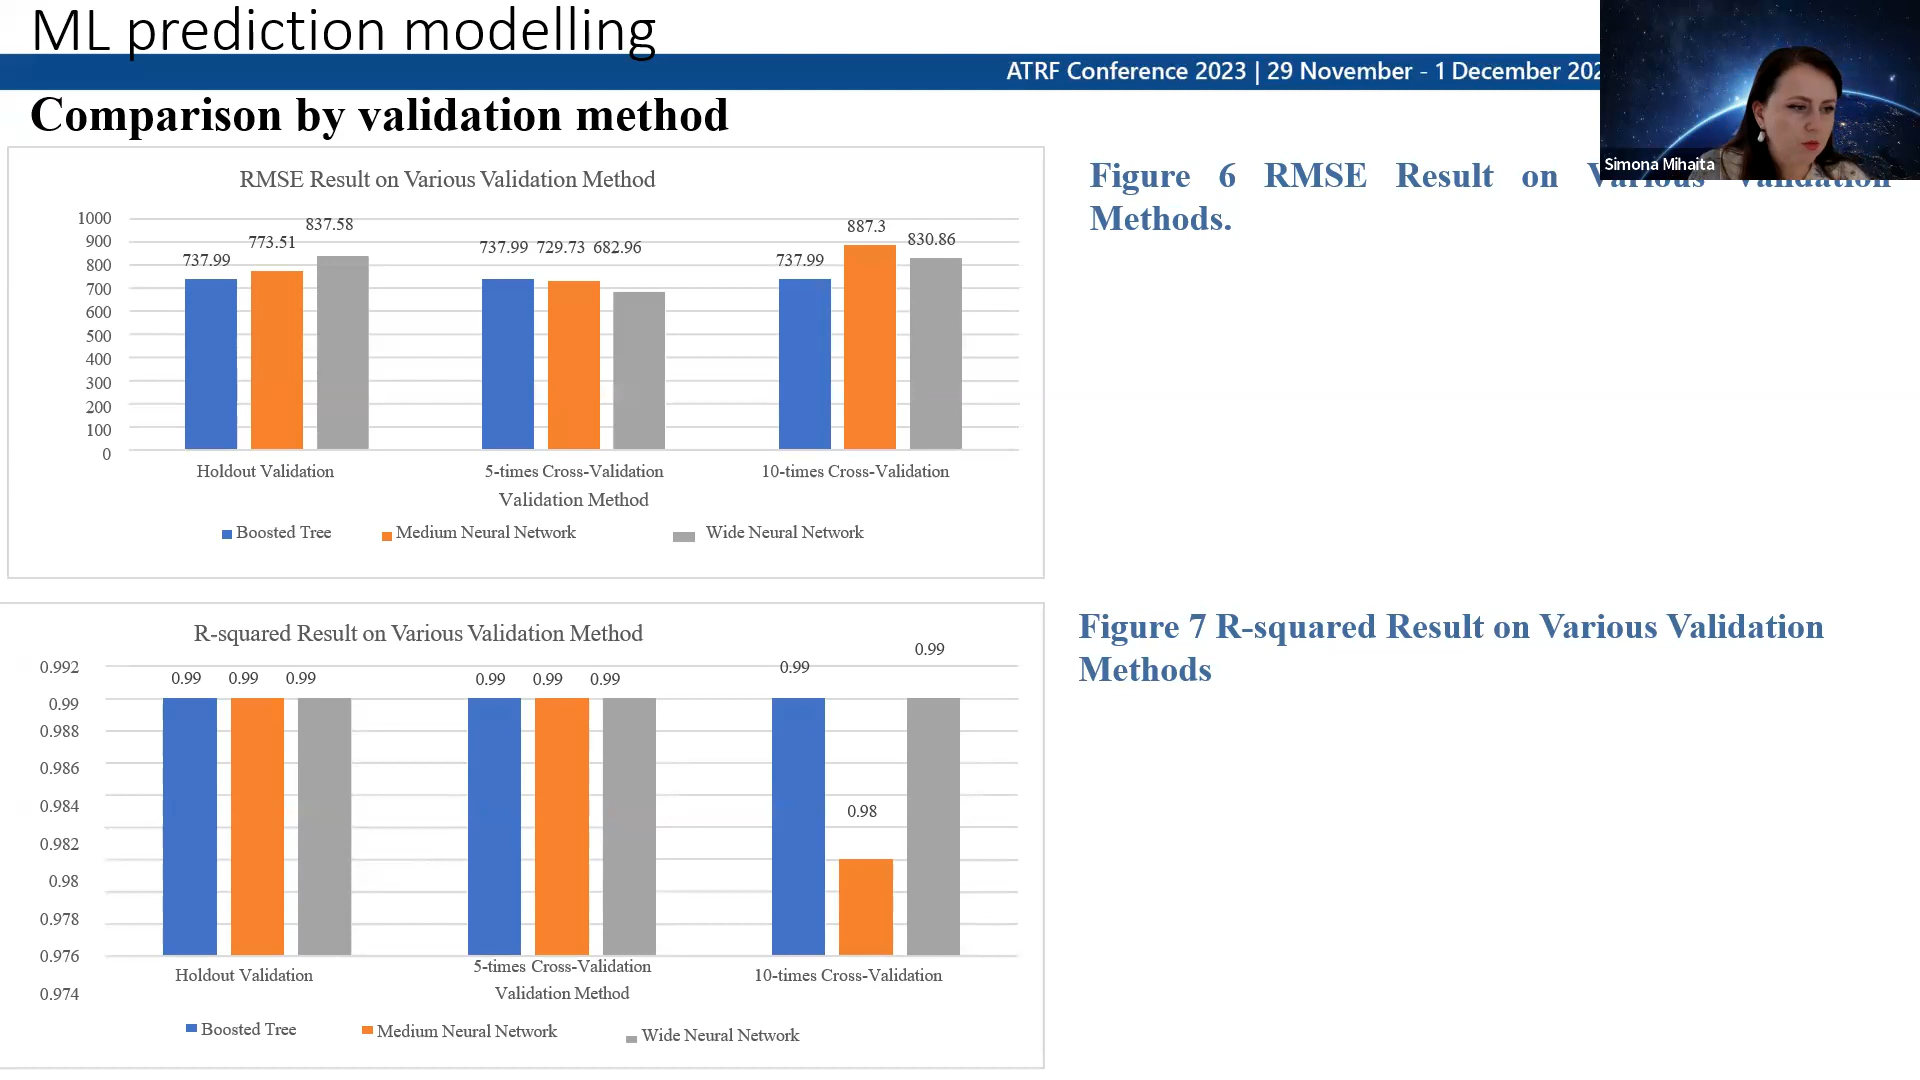 ML prediction modelling
ATRF Conference 2023 | 29 November - 1 December 202
Comparison by validation method
Simona Mihaita
RMSE Result on Various Validation Method
1000
900
800
700
600
500
400
300
200
100
0
737.99
773.51
837.58
737.99 729.73 682.96
737.99
887.3
830.86
Holdout Validation
5-times Cross-Validation
10-times Cross-Validation
Validation Method
Boosted Tree
Medium Neural Network
Wide Neural Network
Figure 6 RMSE Result on Various Validation
Methods.
R-squared Result on Various Validation Method
0.992
0.99
0.988
0.986
0.984
0.982
0.98
0.978
0.976
0.974
0.99 0.99 0.99
0.99 0.99 0.99
0.99
0.98
0.99
Holdout Validation
5-times Cross-Validation
10-times Cross-Validation
Validation Method
Boosted Tree
Medium Neural Network
Wide Neural Network
Figure 7 R-squared Result on Various Validation
Methods